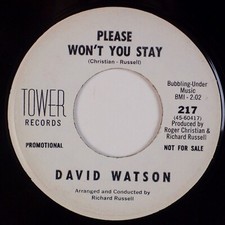 PLEASE
WON'T YOU STAY
(Christian - Russell)
TOWER
RECORDS
PROMOTIONAL
Bubbling-Under
Music
BMI - 2:02
217
(45-60417)
Produced by
Roger Christian &
Richard Russell
NOT FOR SALE
DAVID WATSON
Arranged and Conducted by
Richard Russell